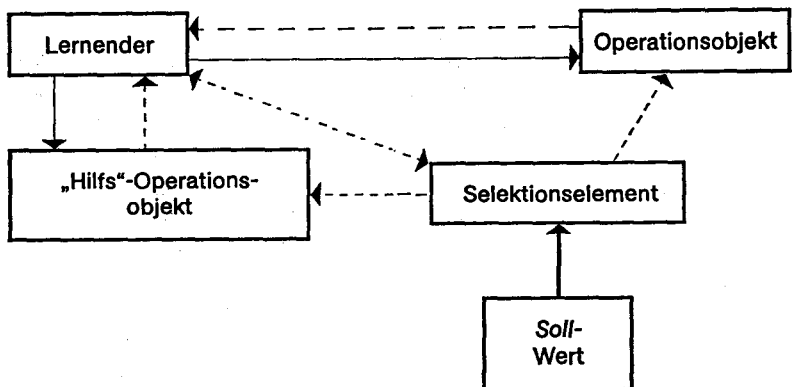 Lernender
Operationsobjekt
„Hilfs“-Operations-
objekt
Selektionselement
Soll-
Wert